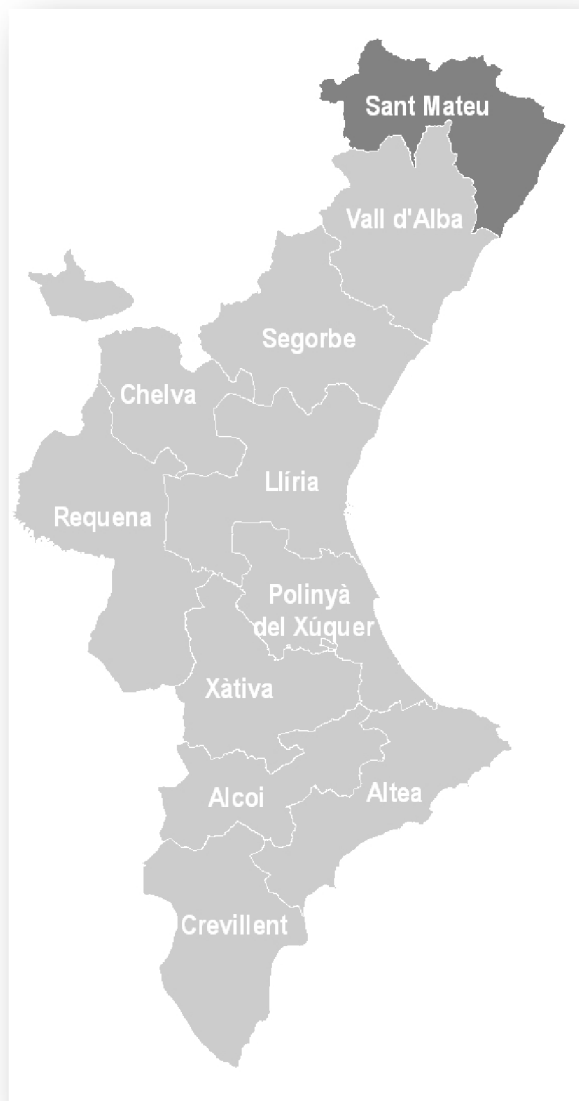 Sant Mateu
Vall d'Alba
Segorbe
Chelva
Llíria
Requena
Polinyà
del Xúquer
Xàtiva
Alcoi
Altea
Crevillent